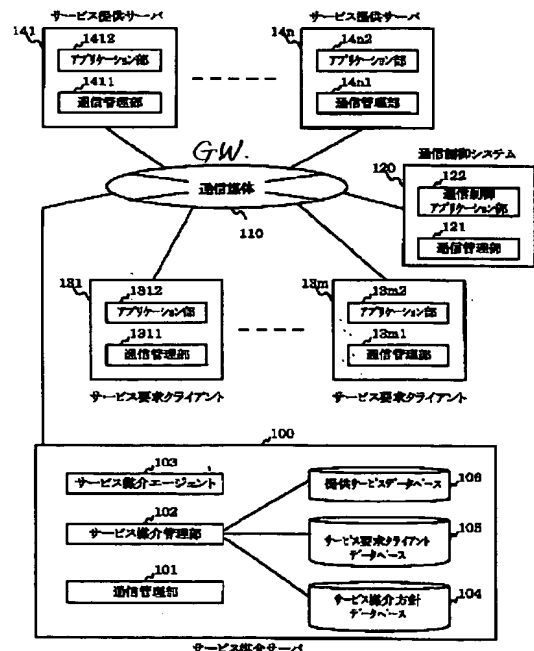 サービス提供サーバ
サービス提供サーバ
141
1412
アプリケーション部
1411
通信管理部
14n
14n2
アプリケーション部
14n1
通信管理部
GW.
通信媒体
110
通信制御システム
120
122
通信制御
アプリケーション部
121
通信管理部
131
1312
アプリケーション部
1311
通信管理部
サービス要求クライアント
13m
13m2
アプリケーション部
13m1
通信管理部
サービス要求クライアント
100
103
サービス媒介エージェント
102
サービス媒介管理部
101
通信管理部
提供サービスデータベース
106
サービス要求クライアント
データベース
105
サービス媒介方針
データベース
104
サービス媒介サーバ